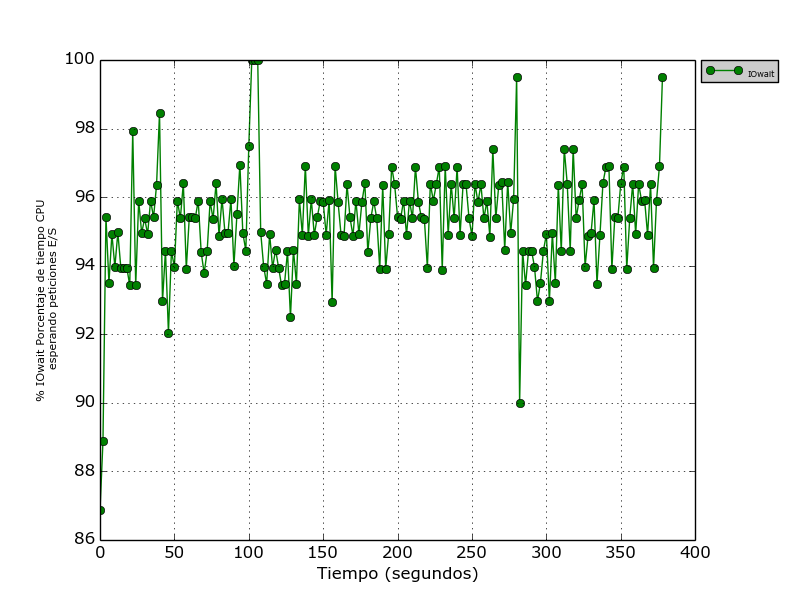 100
98
96
94
92
90
88
86
% IOwait Porcentaje de tiempo CPU
esperando peticiones E/S
0 50 100 150 200 250 300 350 400
Tiempo (segundos)
IOwait